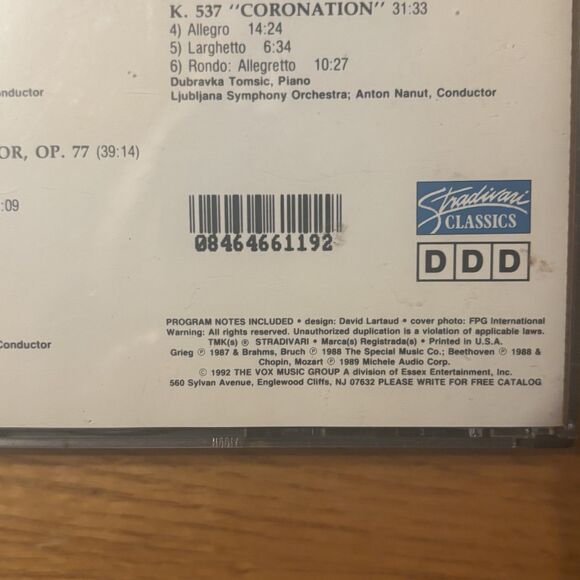 K. 537 "CORONATION" 31:33
4) Allegro 14:24
5) Larghetto 6:34
6) Rondo: Allegretto 10:27
Dubravka Tomsic, Piano
Ljubljana Symphony Orchestra; Anton Nanut, Conductor
onductor
OR, OP. 77 (39:14)
:09
Conductor
08464661192
Stradivari
CLASSICS
D D D
PROGRAM NOTES INCLUDED • design: David Lartaud • cover photo: FPG International
Warning: All rights reserved. Unauthorized duplication is a violation of applicable laws.
TMK(s) ® STRADIVARI • Marca(s) Registrada(s) • Printed in U.S.A.
Grieg ℗ 1987 & Brahms, Bruch ℗ 1988 The Special Music Co.; Beethoven ℗ 1988 &
Chopin, Mozart ℗ 1989 Michele Audio Corp.
© 1992 THE VOX MUSIC GROUP A division of Essex Entertainment, Inc.
560 Sylvan Avenue, Englewood Cliffs, NJ 07632 PLEASE WRITE FOR FREE CATALOG